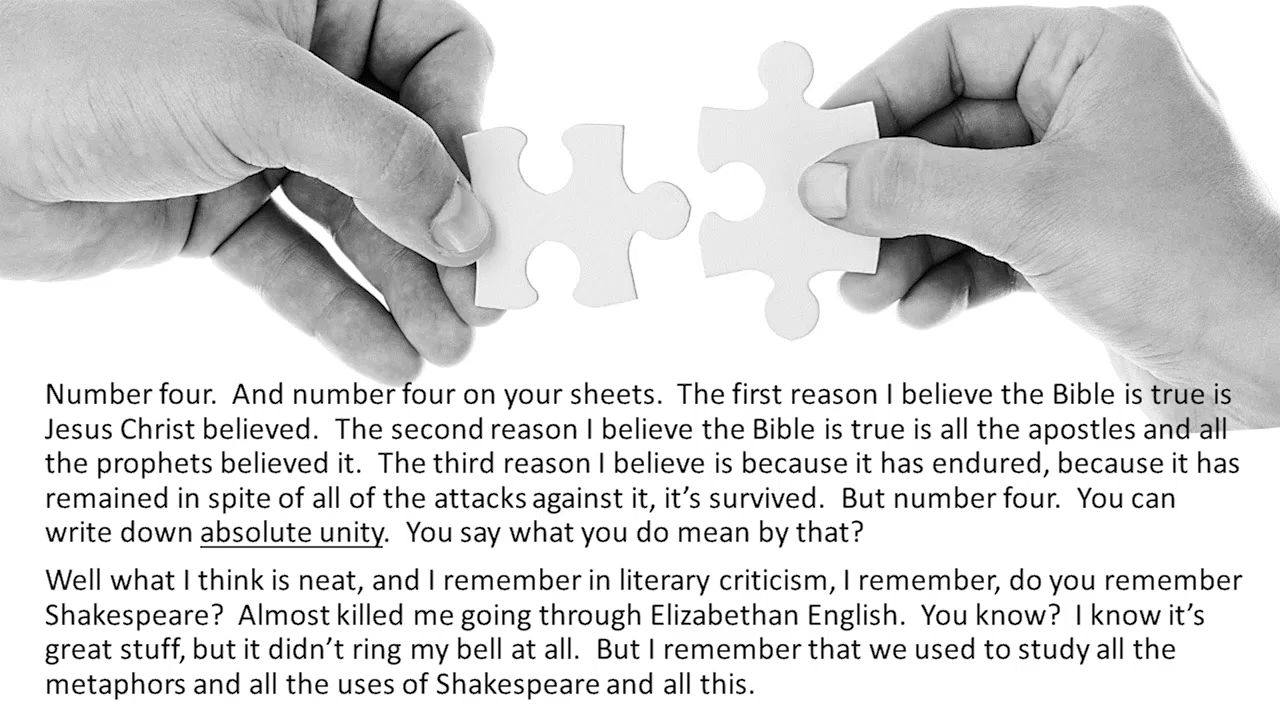 Number four.  And number four on your sheets.  The first reason I believe the Bible is true is
Jesus Christ believed.  The second reason I believe the Bible is true is all the apostles and all
the prophets believed it.  The third reason I believe is because it has endured, because it has
remained in spite of all of the attacks against it, it’s survived.  But number four.  You can
write down absolute unity.  You say what you do mean by that?
Well what I think is neat, and I remember in literary criticism, I remember, do you remember
Shakespeare?  Almost killed me going through Elizabethan English.  You know?  I know it’s
great stuff, but it didn’t ring my bell at all.  But I remember that we used to study all the
metaphors and all the uses of Shakespeare and all this.